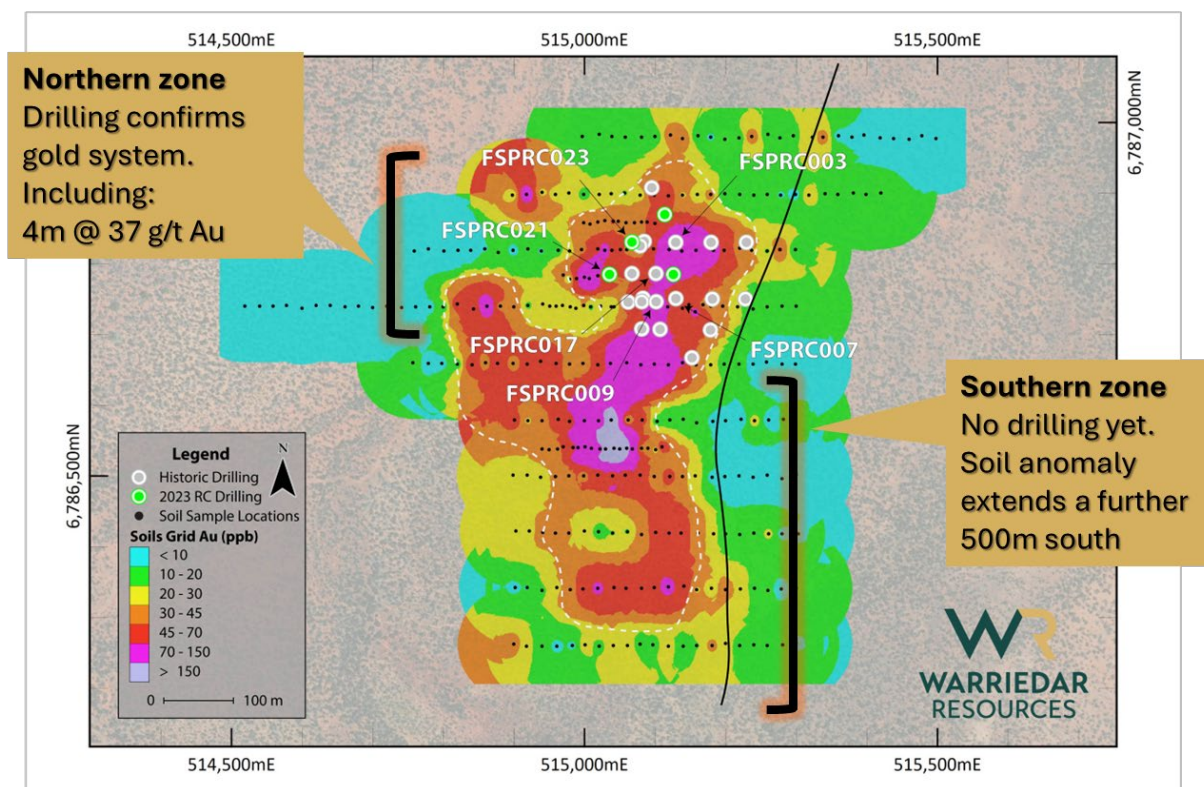 514,500mE
515,000mE
515,500mE
Northern zone
Drilling confirms
gold system.
Including:
4m @ 37 g/t Au
6,787,000mN
FSPRC023
FSPRC003
FSPRC021
FSPRC017
FSPRC007
FSPRC009
Southern zone
No drilling yet.
Soil anomaly
extends a further
500m south
6,786,500mN
Legend
N
Historic Drilling
2023 RC Drilling
Soil Sample Locations
Soils Grid Au (ppb)
< 10
10 - 20
20 - 30
30 - 45
45 - 70
70 - 150
> 150
0 100 m
WR
WARRIEDAR
RESOURCES
514,500mE
515,000mE
515,500mE